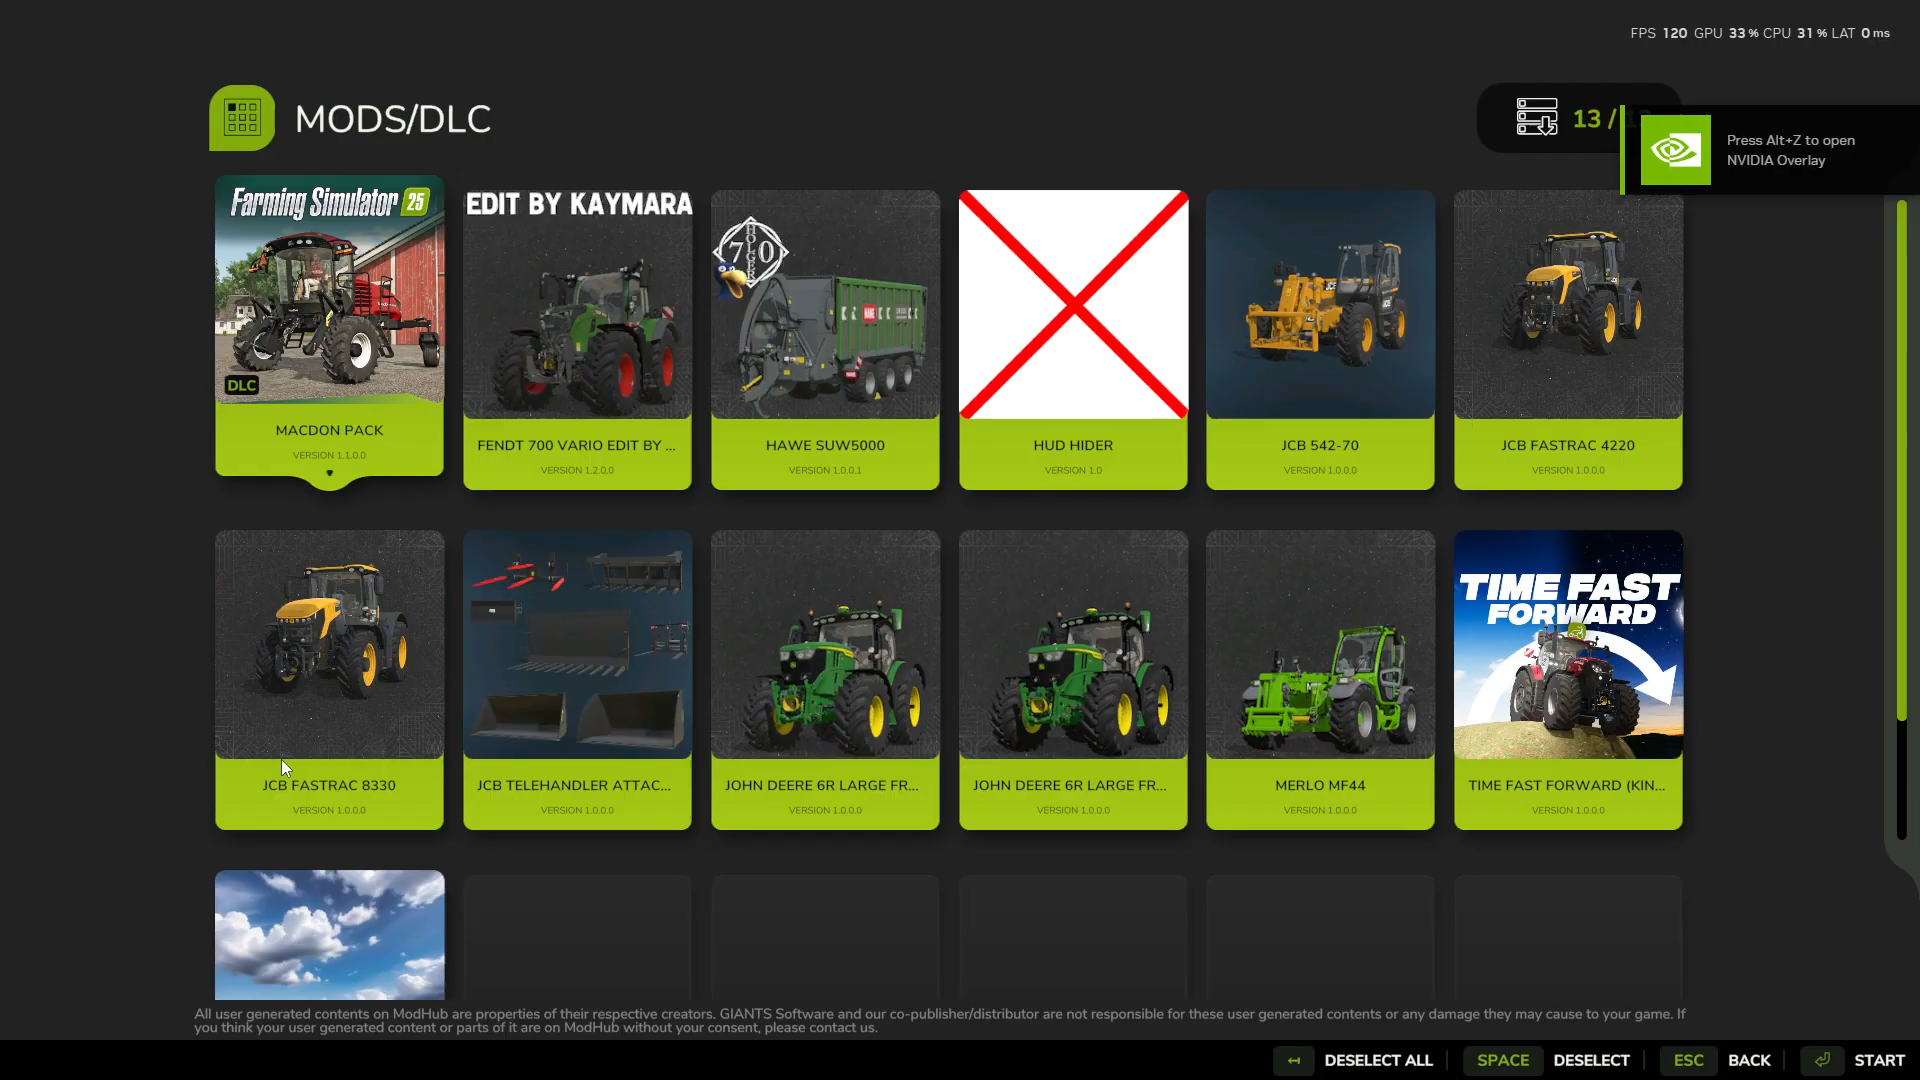 FPS 120 GPU 33 % CPU 31 % LAT 0 ms
MODS/DLC
13 /
Press Alt+Z to open
NVIDIA Overlay
Farming Simulator 25
DLC
MACDON PACK
VERSION 1.1.0.0
EDIT BY KAYMARA
FENDT 700 VARIO EDIT BY ...
VERSION 1.2.0.0
HOLGER
70
HAWE SUW5000
VERSION 1.0.0.1
HUD HIDER
VERSION 1.0
JCB 542-70
VERSION 1.0.0.0
JCB FASTRAC 4220
VERSION 1.0.0.0
JCB FASTRAC 8330
VERSION 1.0.0.0
JCB TELEHANDLER ATTAC...
VERSION 1.0.0.0
JOHN DEERE 6R LARGE FR...
VERSION 1.0.0.0
JOHN DEERE 6R LARGE FR...
VERSION 1.0.0.0
MERLO MF44
VERSION 1.0.0.0
TIME FAST
FORWARD
TIME FAST FORWARD (KIN...
VERSION 1.0.0.0
All user generated contents on ModHub are properties of their respective creators. GIANTS Software and our co-publisher/distributor are not responsible for these user generated contents or any damage they may cause to your game. If
you think your user generated content or parts of it are on ModHub without your consent, please contact us.
DESELECT ALL
SPACE DESELECT
ESC BACK
START